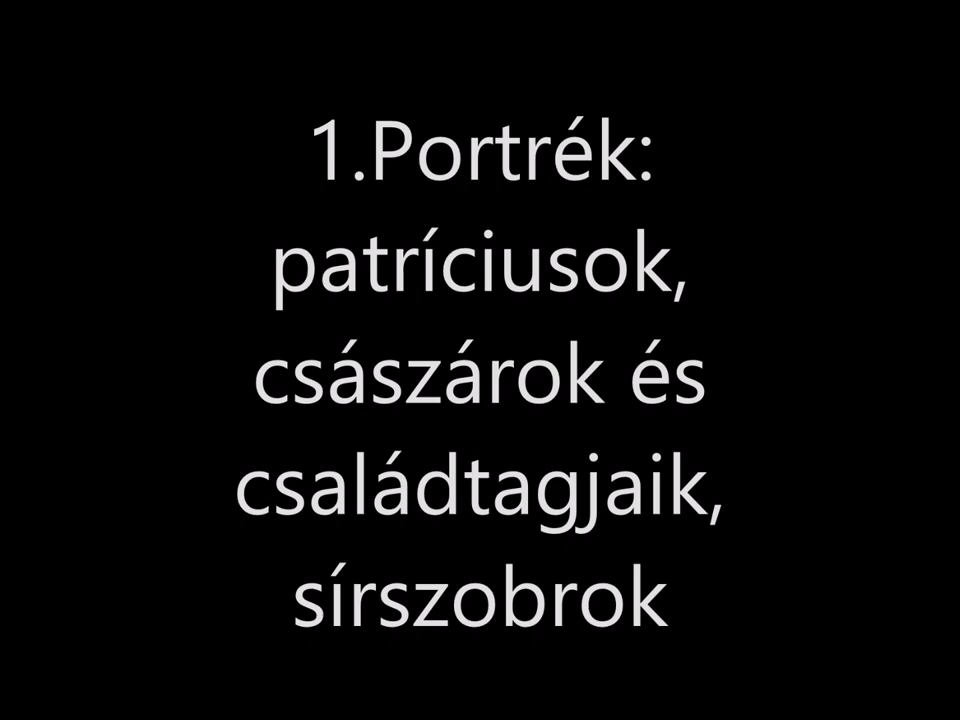 1.Portrék:
patríciusok,
császárok és
családtagjaik,
sírszobrok